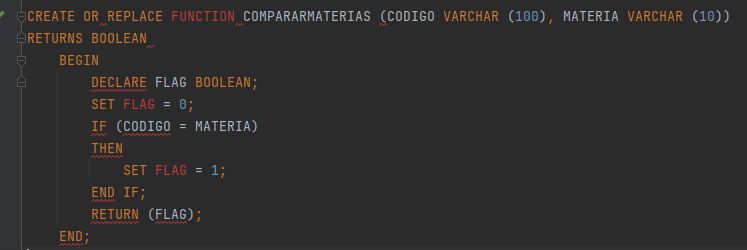 CREATE OR REPLACE FUNCTION COMPARARMATERIAS (CODIGO VARCHAR (100), MATERIA VARCHAR (10))
RETURNS BOOLEAN
BEGIN
DECLARE FLAG BOOLEAN;
SET FLAG = 0;
IF (CODIGO = MATERIA)
THEN
SET FLAG = 1;
END IF;
RETURN (FLAG);
END;